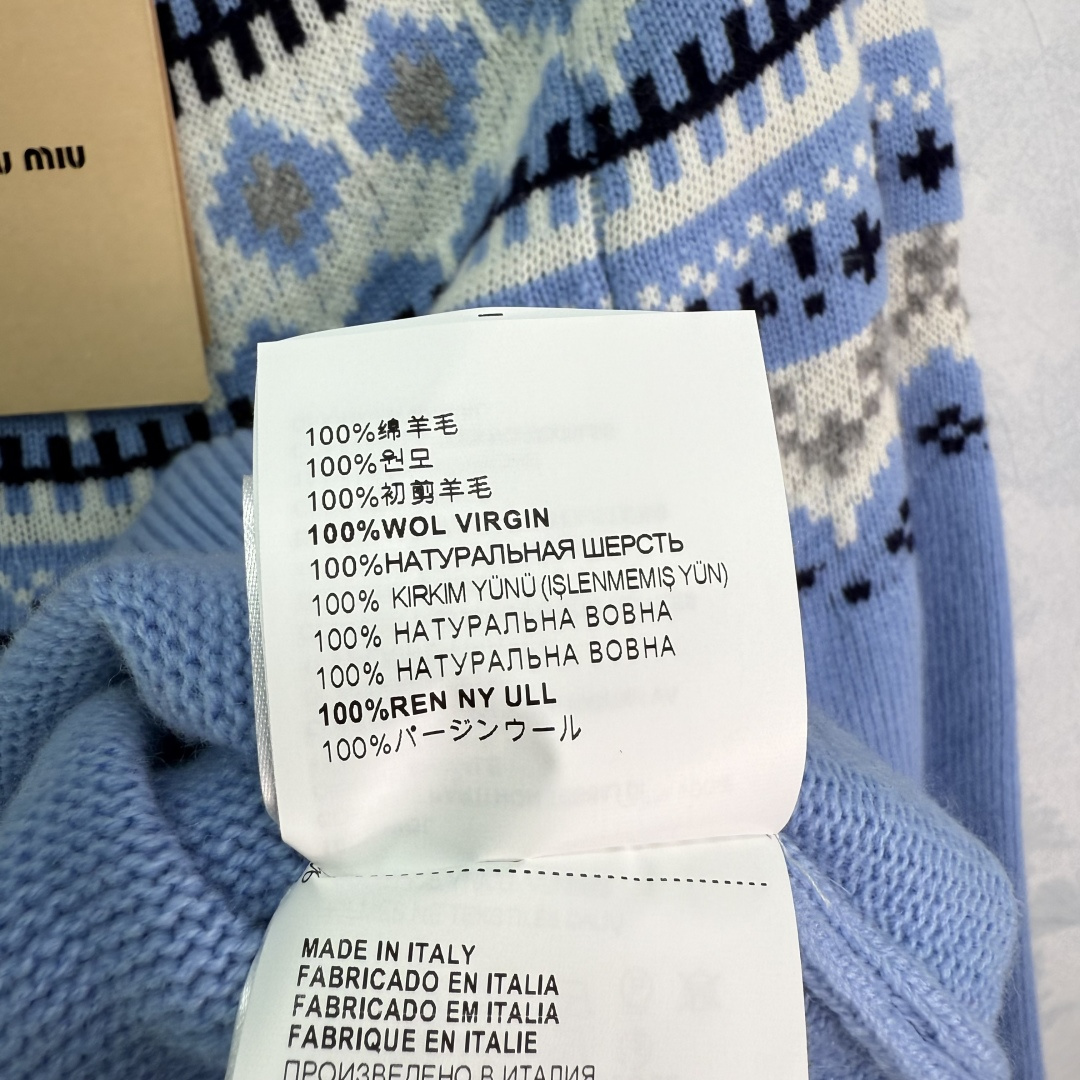 MIU
100%绵羊毛
100%원모
100%初剪羊毛
100%WOL VIRGIN
100%НАТУРАЛЬНАЯ ШЕРСТЬ
100% KIRKIM YÜNÜ (IŞLENMEMIŞ YÜN)
100% НАТУРАЛЬНА ВОВНА
100% НАТУРАЛЬНА ВОВНА
100%REN NY ULL
100%バージンウール
MADE IN ITALY
FABRICADO EN ITALIA
FABRICADO EM ITALIA
FABRIQUE EN ITALIE
ПРОИЗВЕДЕНО В ИТАЛИЯ